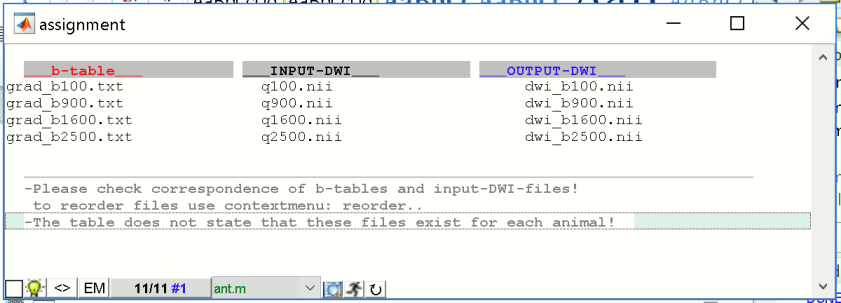 assignment
___b-table___ ___INPUT-DWI___ ___OUTPUT-DWI___
grad_b100.txt q100.nii dwi_b100.nii
grad_b900.txt q900.nii dwi_b900.nii
grad_b1600.txt q1600.nii dwi_b1600.nii
grad_b2500.txt q2500.nii dwi_b2500.nii
-Please check correspondence of b-tables and input-DWI-files!
to reorder files use contextmenu: reorder..
-The table does not state that these files exist for each animal!
<> EM 11/11 #1 ant.m